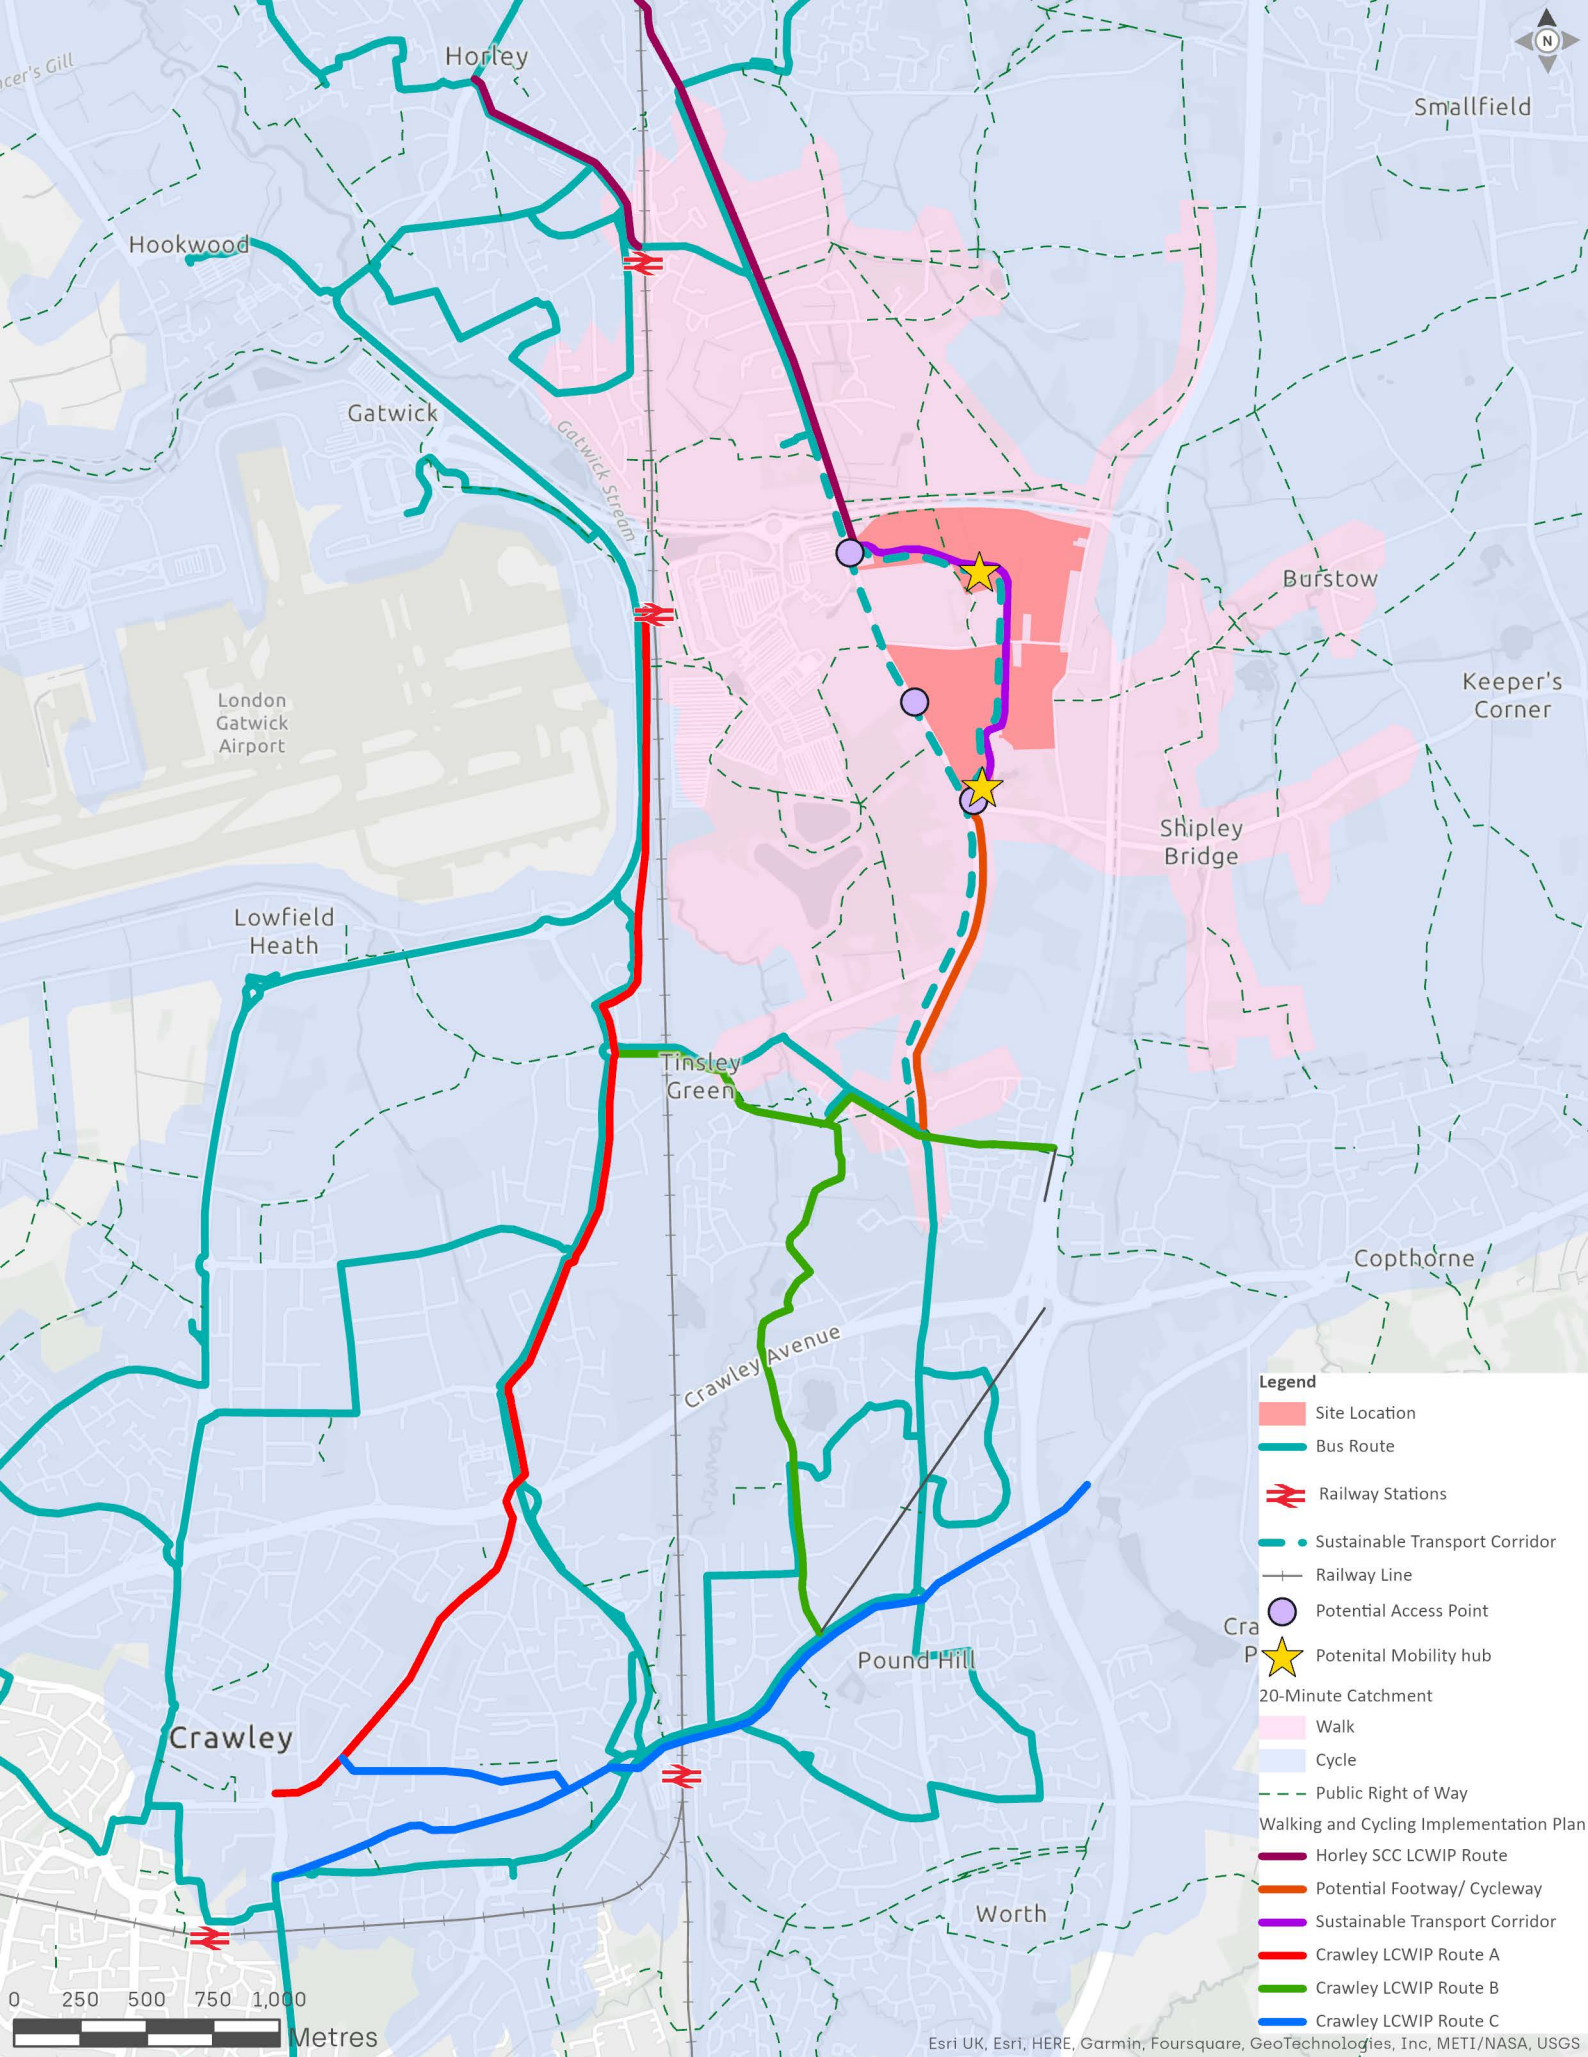 N
Horley
Smallfield
cer's Gill
Hookwood
Gatwick
Gatwick Stream
Burstow
London
Gatwick
Airport
Keeper's
Corner
Shipley
Bridge
Lowfield
Heath
Tinsley
Green
Copthorne
Crawley Avenue
Legend
Site Location
Bus Route
Railway Stations
Sustainable Transport Corridor
Railway Line
Potential Access Point
Potenital Mobility hub
20-Minute Catchment
Walk
Cycle
Public Right of Way
Walking and Cycling Implementation Plan
Horley SCC LCWIP Route
Potential Footway/ Cycleway
Sustainable Transport Corridor
Crawley LCWIP Route A
Crawley LCWIP Route B
Crawley LCWIP Route C
Cra
P
Pound Hill
Crawley
Worth
0 250 500 750 1,000
Metres
Esri UK, Esri, HERE, Garmin, Foursquare, GeoTechnologies, Inc, METI/NASA, USGS